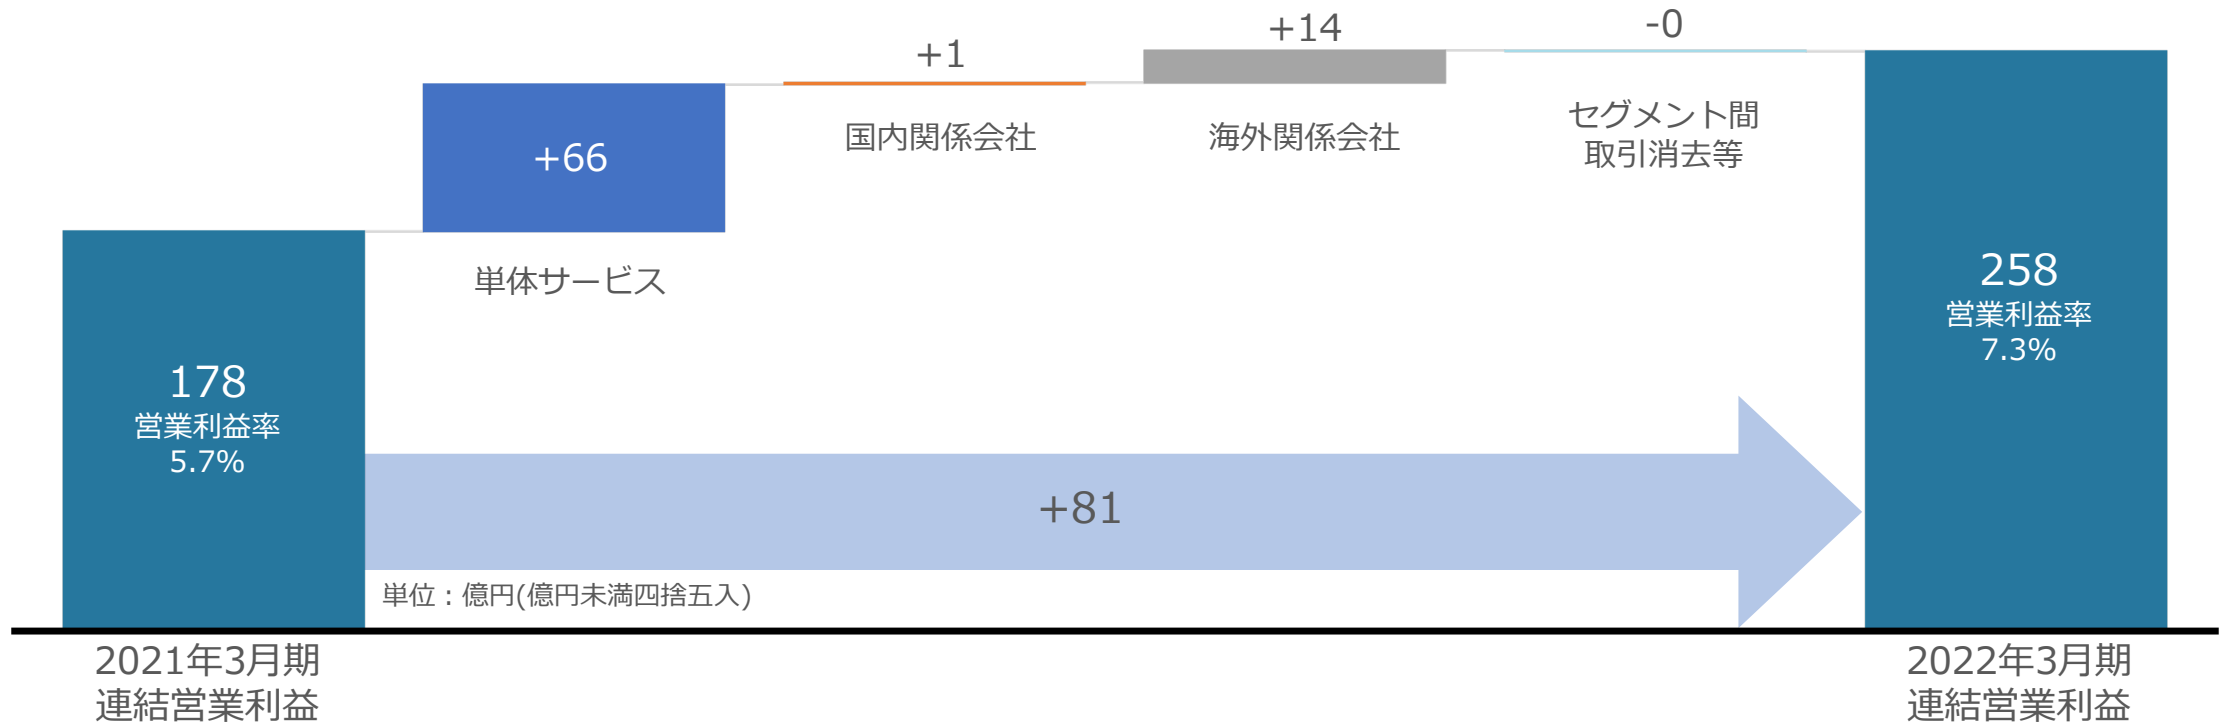 +66
単体サービス
+1
国内関係会社
+14
海外関係会社
-0
セグメント間
取引消去等
178
営業利益率
5.7%
258
営業利益率
7.3%
+81
単位：億円(億円未満四捨五入)
2021年3月期
連結営業利益
2022年3月期
連結営業利益